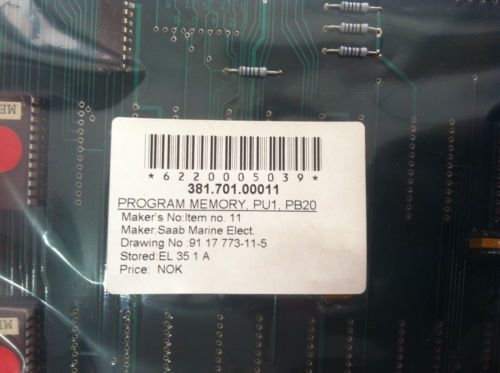 *6220005039*
381.701.00011
PROGRAM MEMORY, PU1, PB20
Maker's No:Item no. 11
Maker:Saab Marine Elect.
Drawing No.:91 17 773-11-5
Stored:EL 35 1 A
Price: NOK